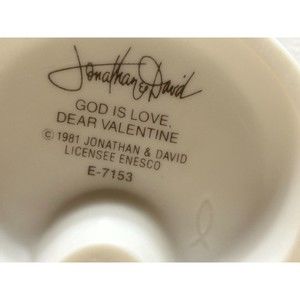 Jonathan & David
GOD IS LOVE,
DEAR VALENTINE
© 1981 JONATHAN & DAVID
LICENSEE ENESCO
E-7153